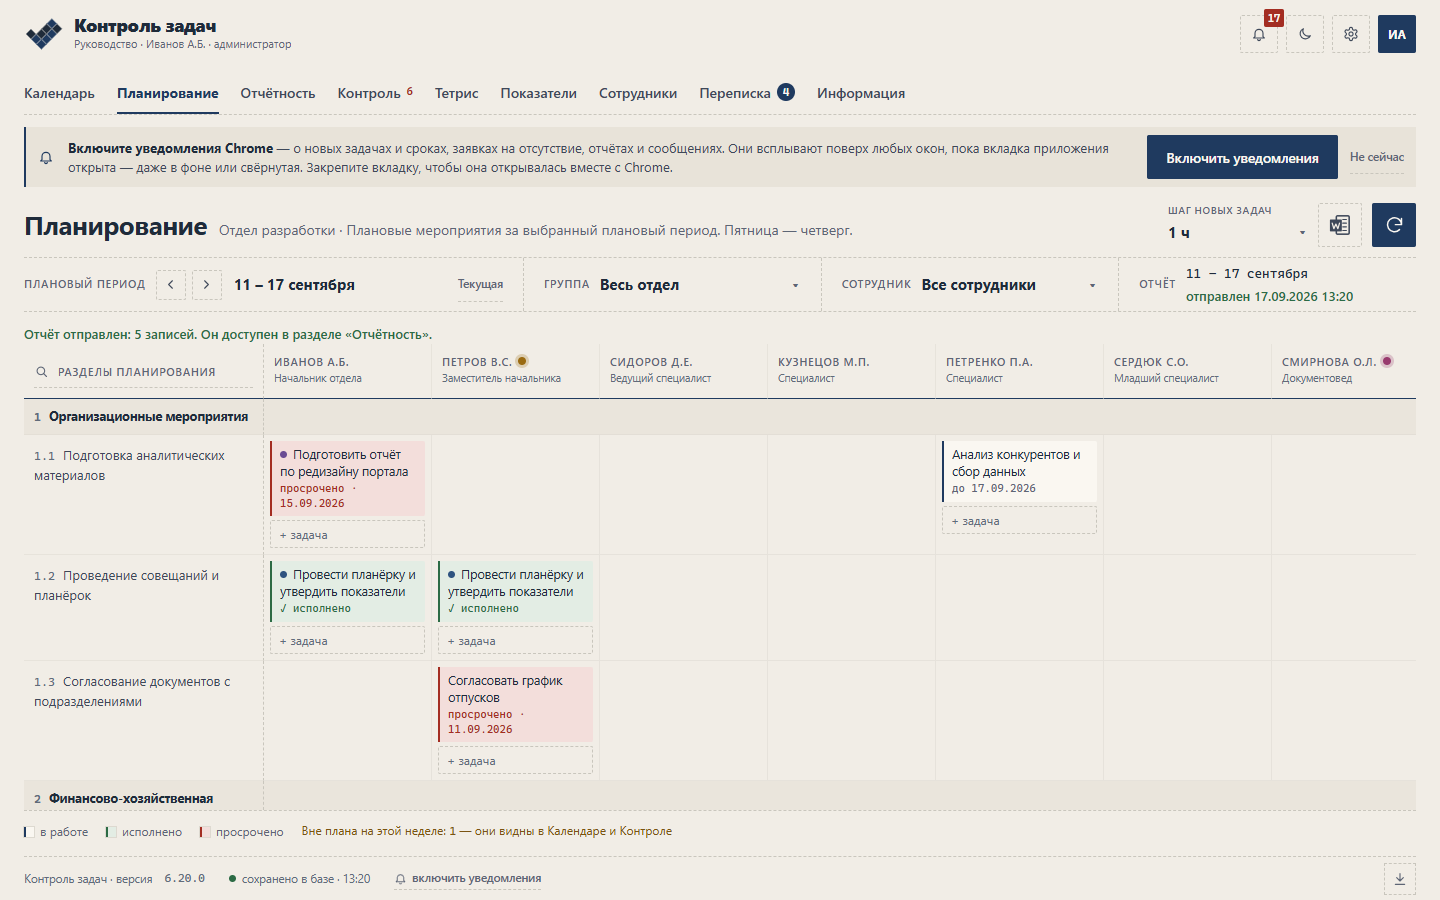 Контроль задач
Руководство · Иванов А.Б. · администратор
17
ИА
Календарь Планирование Отчётность Контроль 6 Тетрис Показатели Сотрудники Переписка 4 Информация
Включите уведомления Chrome — о новых задачах и сроках, заявках на отсутствие, отчётах и сообщениях. Они всплывают поверх любых окон, пока вкладка приложения
открыта — даже в фоне или свёрнутая. Закрепите вкладку, чтобы она открывалась вместе с Chrome.
Включить уведомления
Не сейчас
Планирование
Отдел разработки · Плановые мероприятия за выбранный плановый период. Пятница — четверг.
ШАГ НОВЫХ ЗАДАЧ
1 ч
W
ПЛАНОВЫЙ ПЕРИОД
11 – 17 сентября
Текущая
ГРУППА Весь отдел
СОТРУДНИК Все сотрудники
ОТЧЁТ
11 – 17 сентября
отправлен 17.09.2026 13:20
Отчёт отправлен: 5 записей. Он доступен в разделе «Отчётность».
РАЗДЕЛЫ ПЛАНИРОВАНИЯ
ИВАНОВ А.Б.
Начальник отдела
ПЕТРОВ В.С.
Заместитель начальника
СИДОРОВ Д.Е.
Ведущий специалист
КУЗНЕЦОВ М.П.
Специалист
ПЕТРЕНКО П.А.
Специалист
СЕРДЮК С.О.
Младший специалист
СМИРНОВА О.Л.
Документовед
1 Организационные мероприятия
1.1 Подготовка аналитических
материалов
Подготовить отчёт
по редизайну портала
просрочено ·
15.09.2026
+ задача
Анализ конкурентов и
сбор данных
до 17.09.2026
+ задача
1.2 Проведение совещаний и
планёрок
Провести планёрку и
утвердить показатели
✓ исполнено
+ задача
Провести планёрку и
утвердить показатели
✓ исполнено
+ задача
1.3 Согласование документов с
подразделениями
Согласовать график
отпусков
просрочено ·
11.09.2026
+ задача
2 Финансово-хозяйственная
в работе
исполнено
просрочено
Вне плана на этой неделе: 1 — они видны в Календаре и Контроле
Контроль задач · версия 6.20.0
сохранено в базе · 13:20
включить уведомления